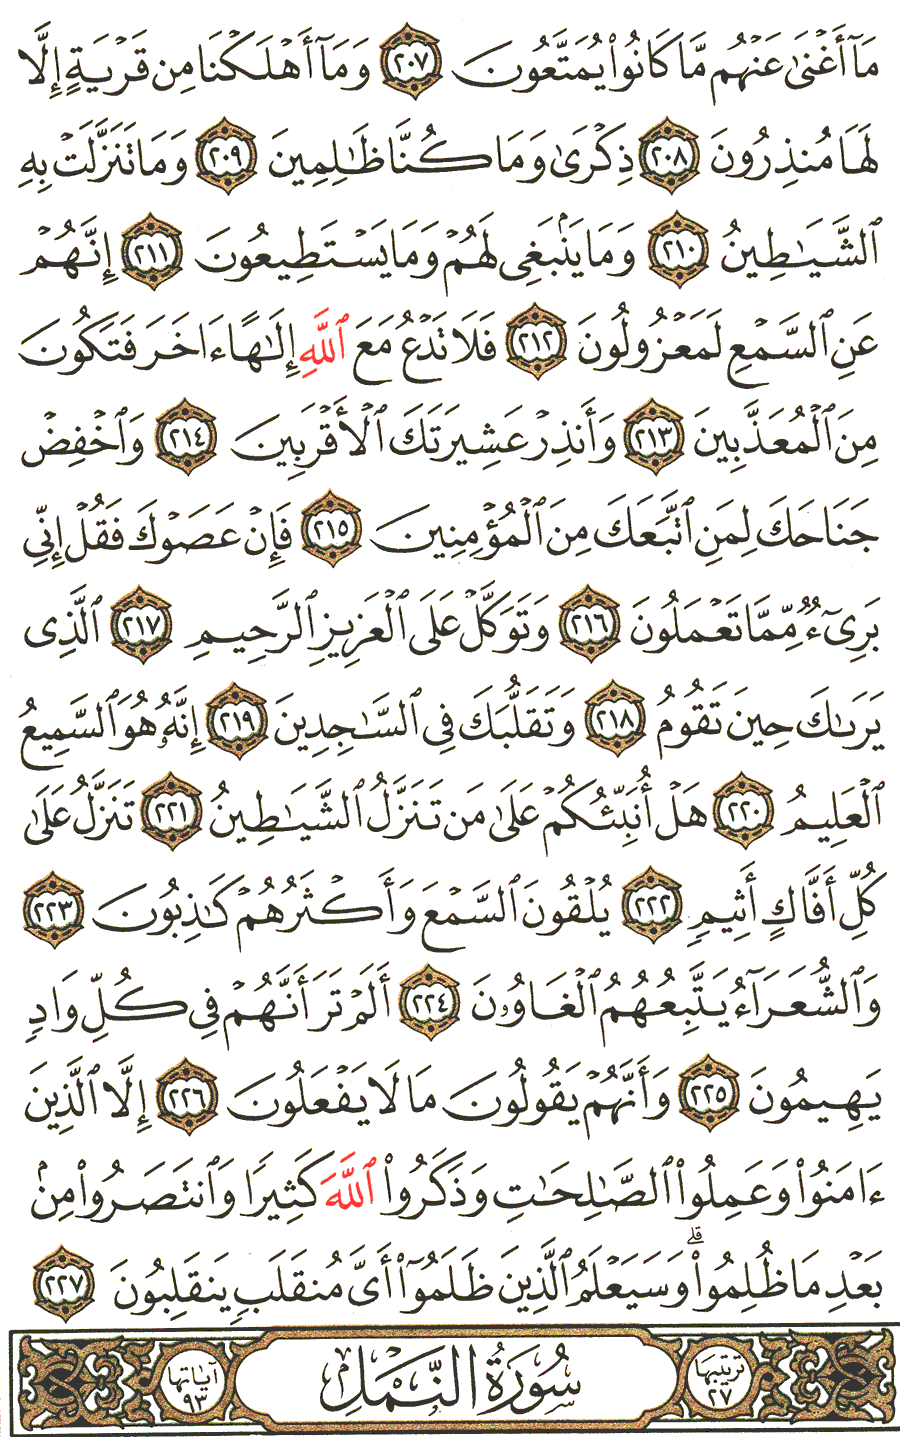 مَآ أَغْنَىٰ عَنْهُم مَّا كَانُوا۟ يُمَتَّعُونَ ٢٠٧ وَمَآ أَهْلَكْنَا مِن قَرْيَةٍ إِلَّا
لَهَا مُنذِرُونَ ٢٠٨ ذِكْرَىٰ وَمَا كُنَّا ظَٰلِمِينَ ٢٠٩ وَمَا تَنَزَّلَتْ بِهِ
ٱلشَّيَٰطِينُ ٢١٠ وَمَا يَنۢبَغِى لَهُمْ وَمَا يَسْتَطِيعُونَ ٢١١ إِنَّهُمْ
عَنِ ٱلسَّمْعِ لَمَعْزُولُونَ ٢١٢ فَلَا تَدْعُ مَعَ ٱللَّهِ إِلَٰهًا ءَاخَرَ فَتَكُونَ
مِنَ ٱلْمُعَذَّبِينَ ٢١٣ وَأَنذِرْ عَشِيرَتَكَ ٱلْأَقْرَبِينَ ٢١٤ وَٱخْفِضْ
جَنَاحَكَ لِمَنِ ٱتَّبَعَكَ مِنَ ٱلْمُؤْمِنِينَ ٢١٥ فَإِنْ عَصَوْكَ فَقُلْ إِنِّى
بَرِىٓءٌ مِّمَّا تَعْمَلُونَ ٢١٦ وَتَوَكَّلْ عَلَى ٱلْعَزِيزِ ٱلرَّحِيمِ ٢١٧ ٱلَّذِى
يَرَىٰكَ حِينَ تَقُومُ ٢١٨ وَتَقَلُّبَكَ فِى ٱلسَّٰجِدِينَ ٢١٩ إِنَّهُۥ هُوَ ٱلسَّمِيعُ
ٱلْعَلِيمُ ٢٢٠ هَلْ أُنَبِّئُكُمْ عَلَىٰ مَن تَنَزَّلُ ٱلشَّيَٰطِينُ ٢٢١ تَنَزَّلُ عَلَىٰ
كُلِّ أَفَّاكٍ أَثِيمٍ ٢٢٢ يُلْقُونَ ٱلسَّمْعَ وَأَكْثَرُهُمْ كَٰذِبُونَ ٢٢٣
وَٱلشُّعَرَآءُ يَتَّبِعُهُمُ ٱلْغَاوُۥنَ ٢٢٤ أَلَمْ تَرَ أَنَّهُمْ فِى كُلِّ وَادٍ
يَهِيمُونَ ٢٢٥ وَأَنَّهُمْ يَقُولُونَ مَا لَا يَفْعَلُونَ ٢٢٦ إِلَّا ٱلَّذِينَ
ءَامَنُوا۟ وَعَمِلُوا۟ ٱلصَّٰلِحَٰتِ وَذَكَرُوا۟ ٱللَّهَ كَثِيرًا وَٱنتَصَرُوا۟ مِنۢ
بَعْدِ مَا ظُلِمُوا۟ ۗ وَسَيَعْلَمُ ٱلَّذِينَ ظَلَمُوٓا۟ أَىَّ مُنقَلَبٍ يَنقَلِبُونَ ٢٢٧
ترتيبها ٢٧ سُورَةُ النَّمْلِ آياتها ٩٣